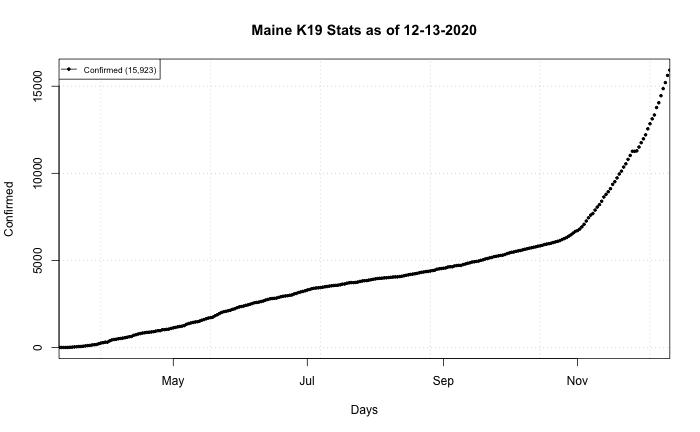 Maine K19 Stats as of 12-13-2020
Confirmed (15,923)
15000
10000
5000
0
Confirmed
May Jul Sep Nov
Days